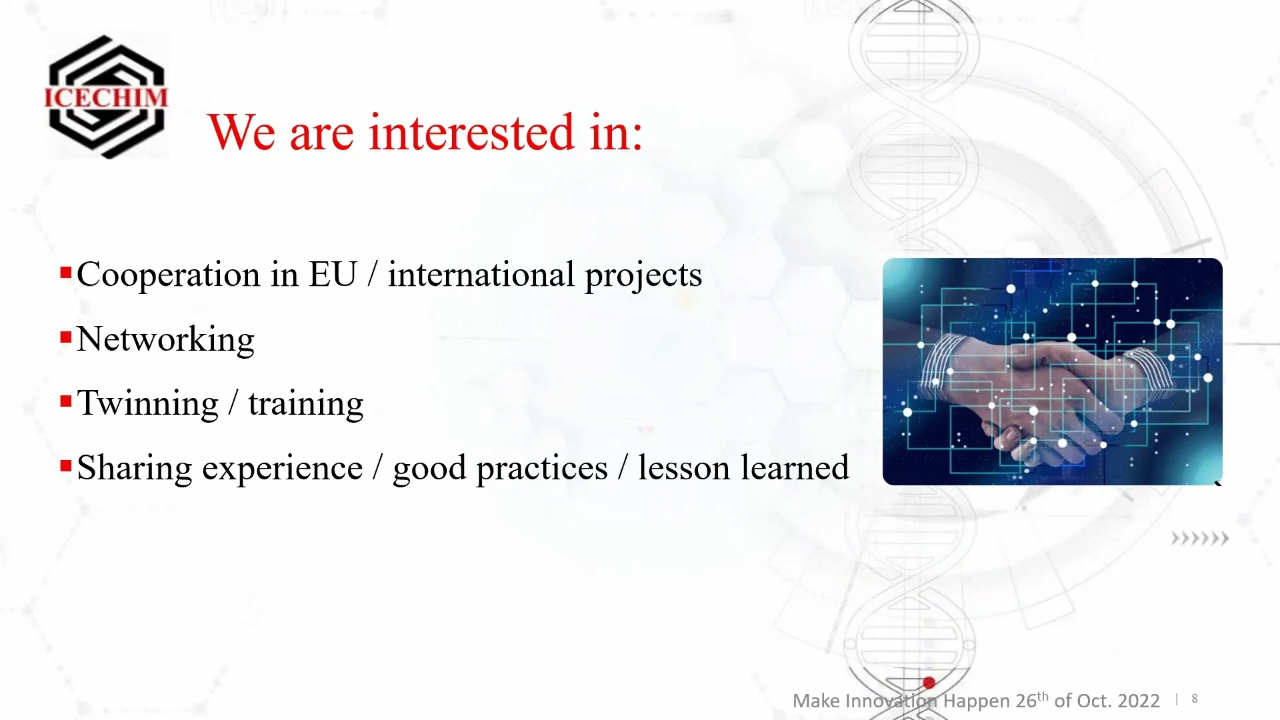 ICECHIM
We are interested in:
▪Cooperation in EU / international projects
▪Networking
▪Twinning / training
▪Sharing experience / good practices / lesson learned
Make Innovation Happen 26th of Oct. 2022 | 8